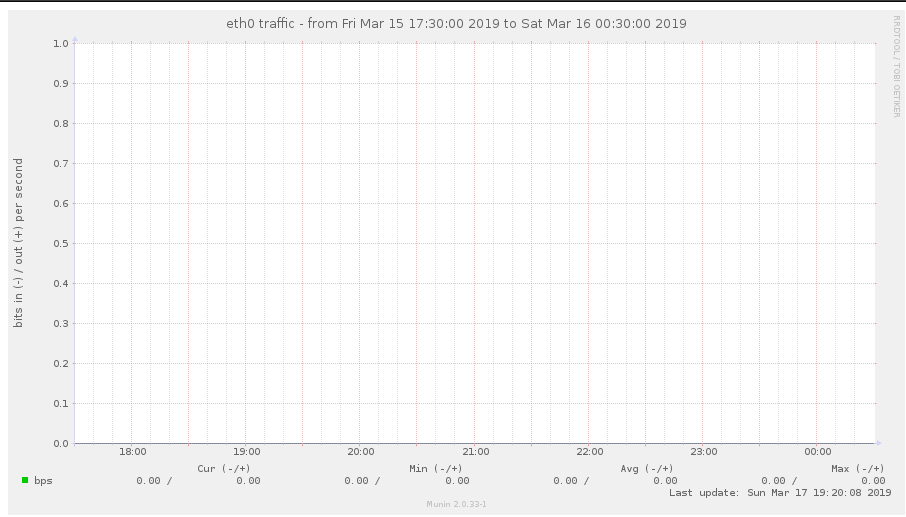 eth0 traffic - from Fri Mar 15 17:30:00 2019 to Sat Mar 16 00:30:00 2019
RRDTOOL / TOBI OETIKER
bits in (-) / out (+) per second
1.0
0.9
0.8
0.7
0.6
0.5
0.4
0.3
0.2
0.1
0.0
18:00 19:00 20:00 21:00 22:00 23:00 00:00
Cur (-/+) Min (-/+) Avg (-/+) Max (-/+)
bps 0.00 / 0.00 0.00 / 0.00 0.00 / 0.00 0.00 / 0.00
Last update: Sun Mar 17 19:20:08 2019
Munin 2.0.33-1